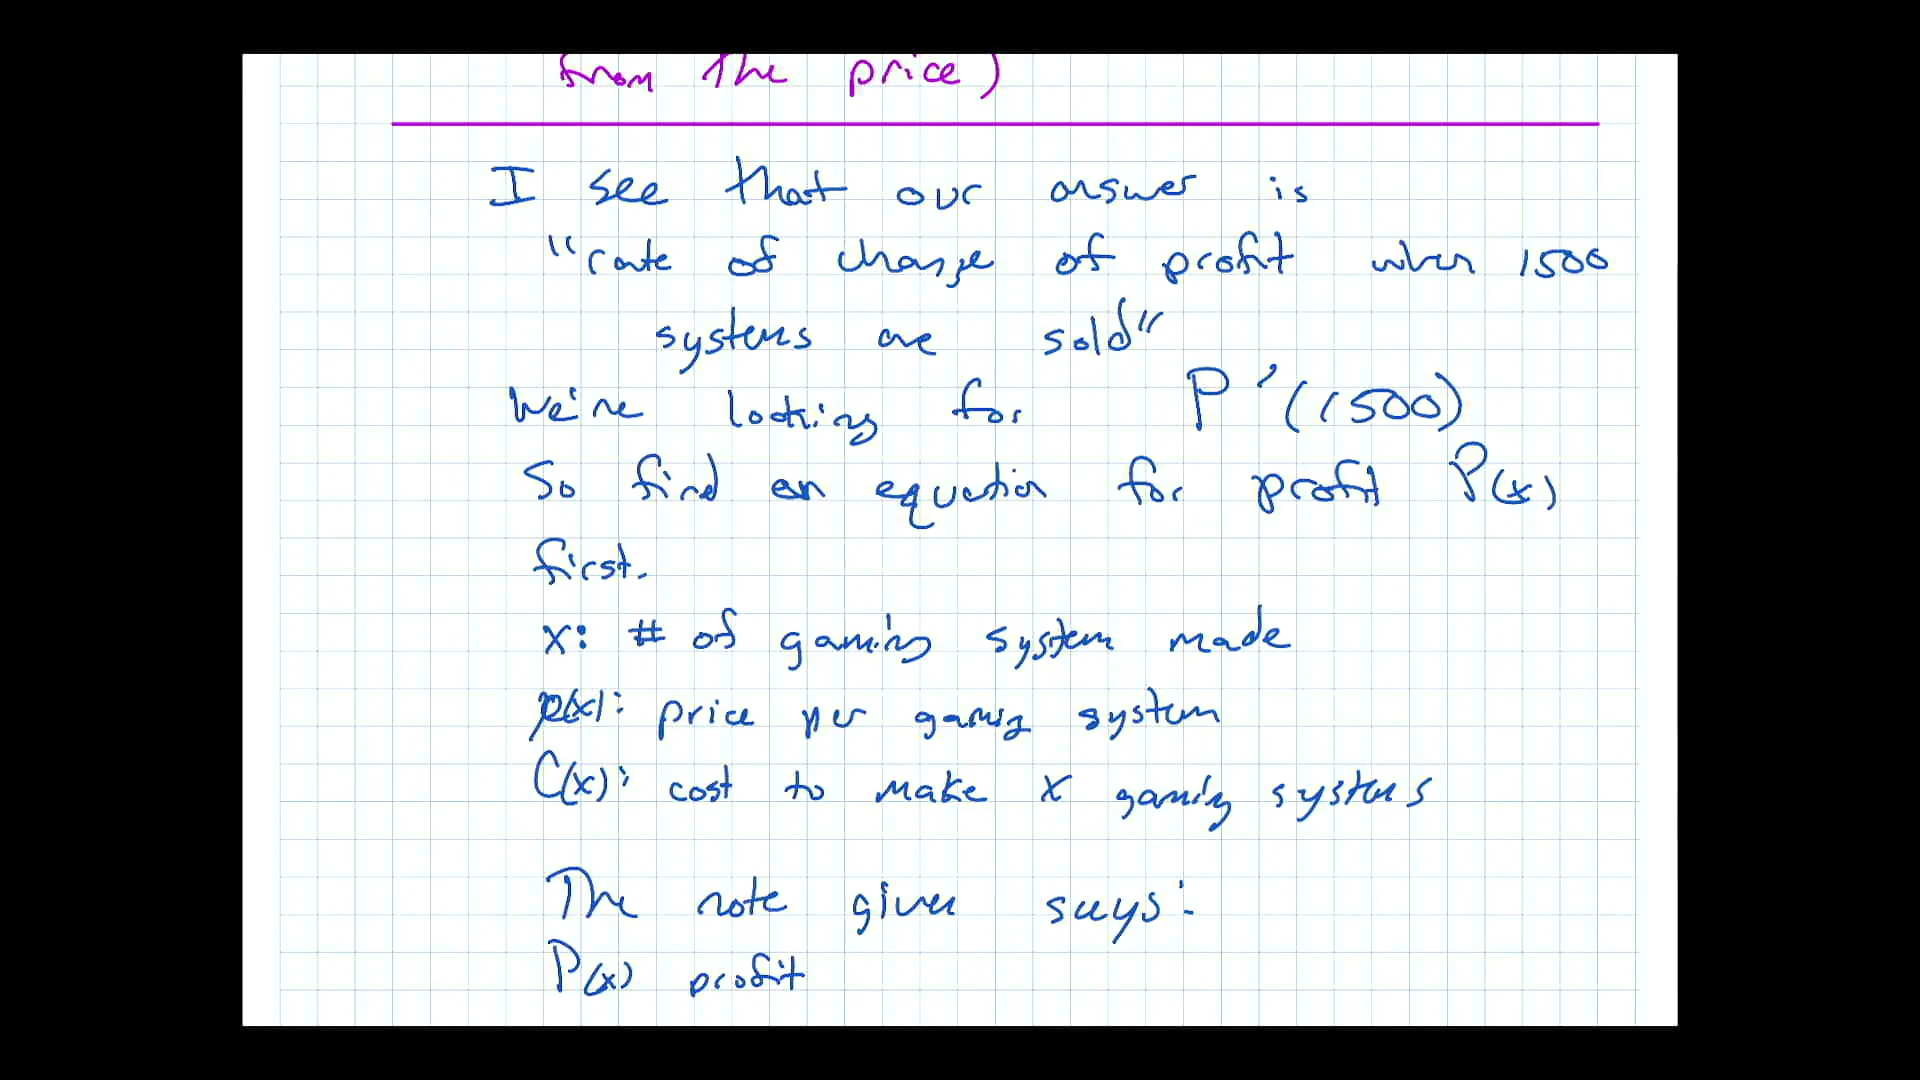 from the price)
I see that our answer is
"rate of change of profit when 1500
systems are sold"
We're looking for P'(1500)
So find an equation for profit P(x)
first.
x: # of gaming system made
p(x): price per gaming system
C(x): cost to make x gaming systems
The note given says:
P(x) profit